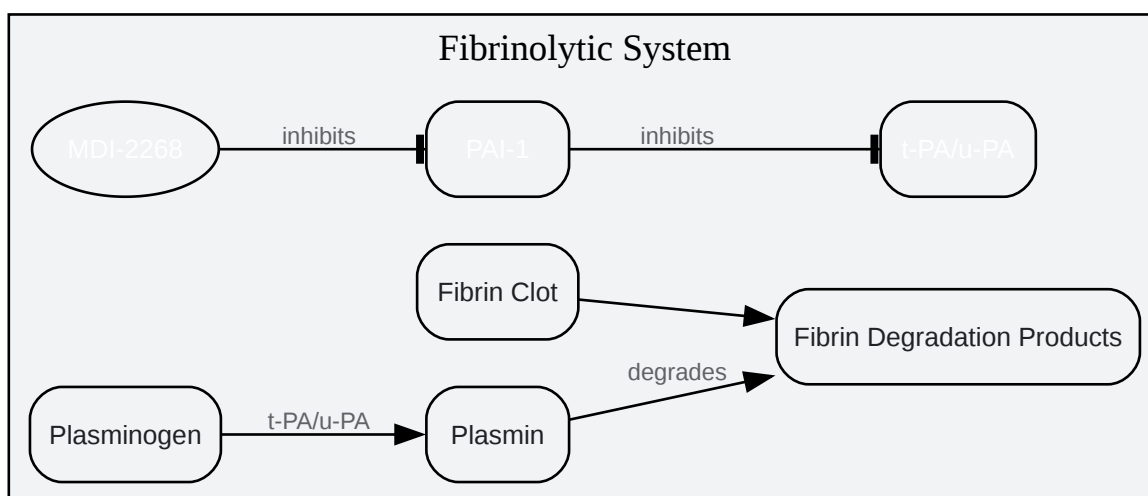 Fibrinolytic System
MDI-2268
inhibits
PAI-1
inhibits
t-PA/u-PA
Fibrin Clot
Fibrin Degradation Products
degrades
Plasminogen
t-PA/u-PA
Plasmin